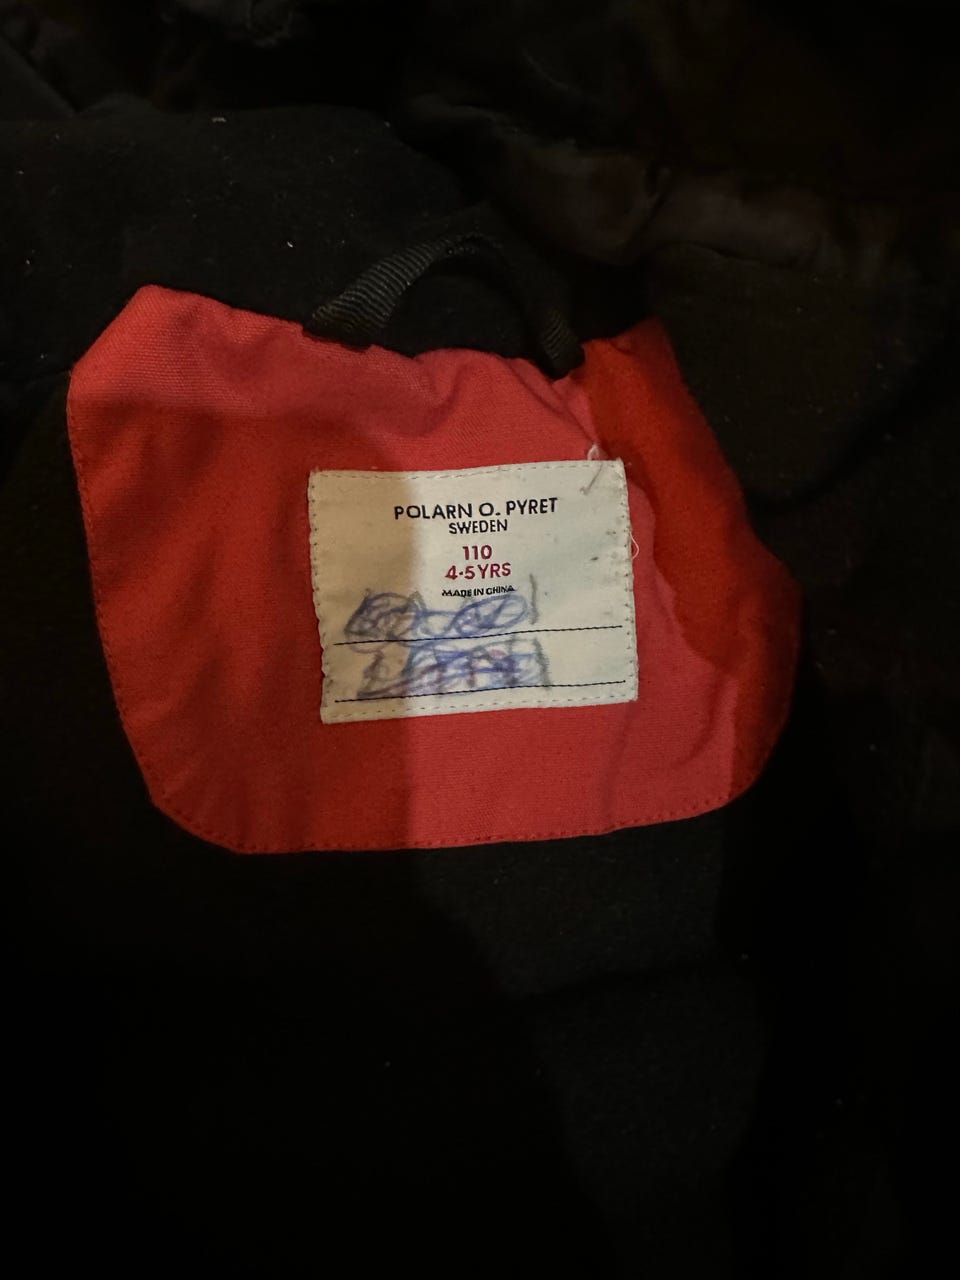 POLARN O. PYRET
SWEDEN
110
4-5YRS
MADE IN CHINA